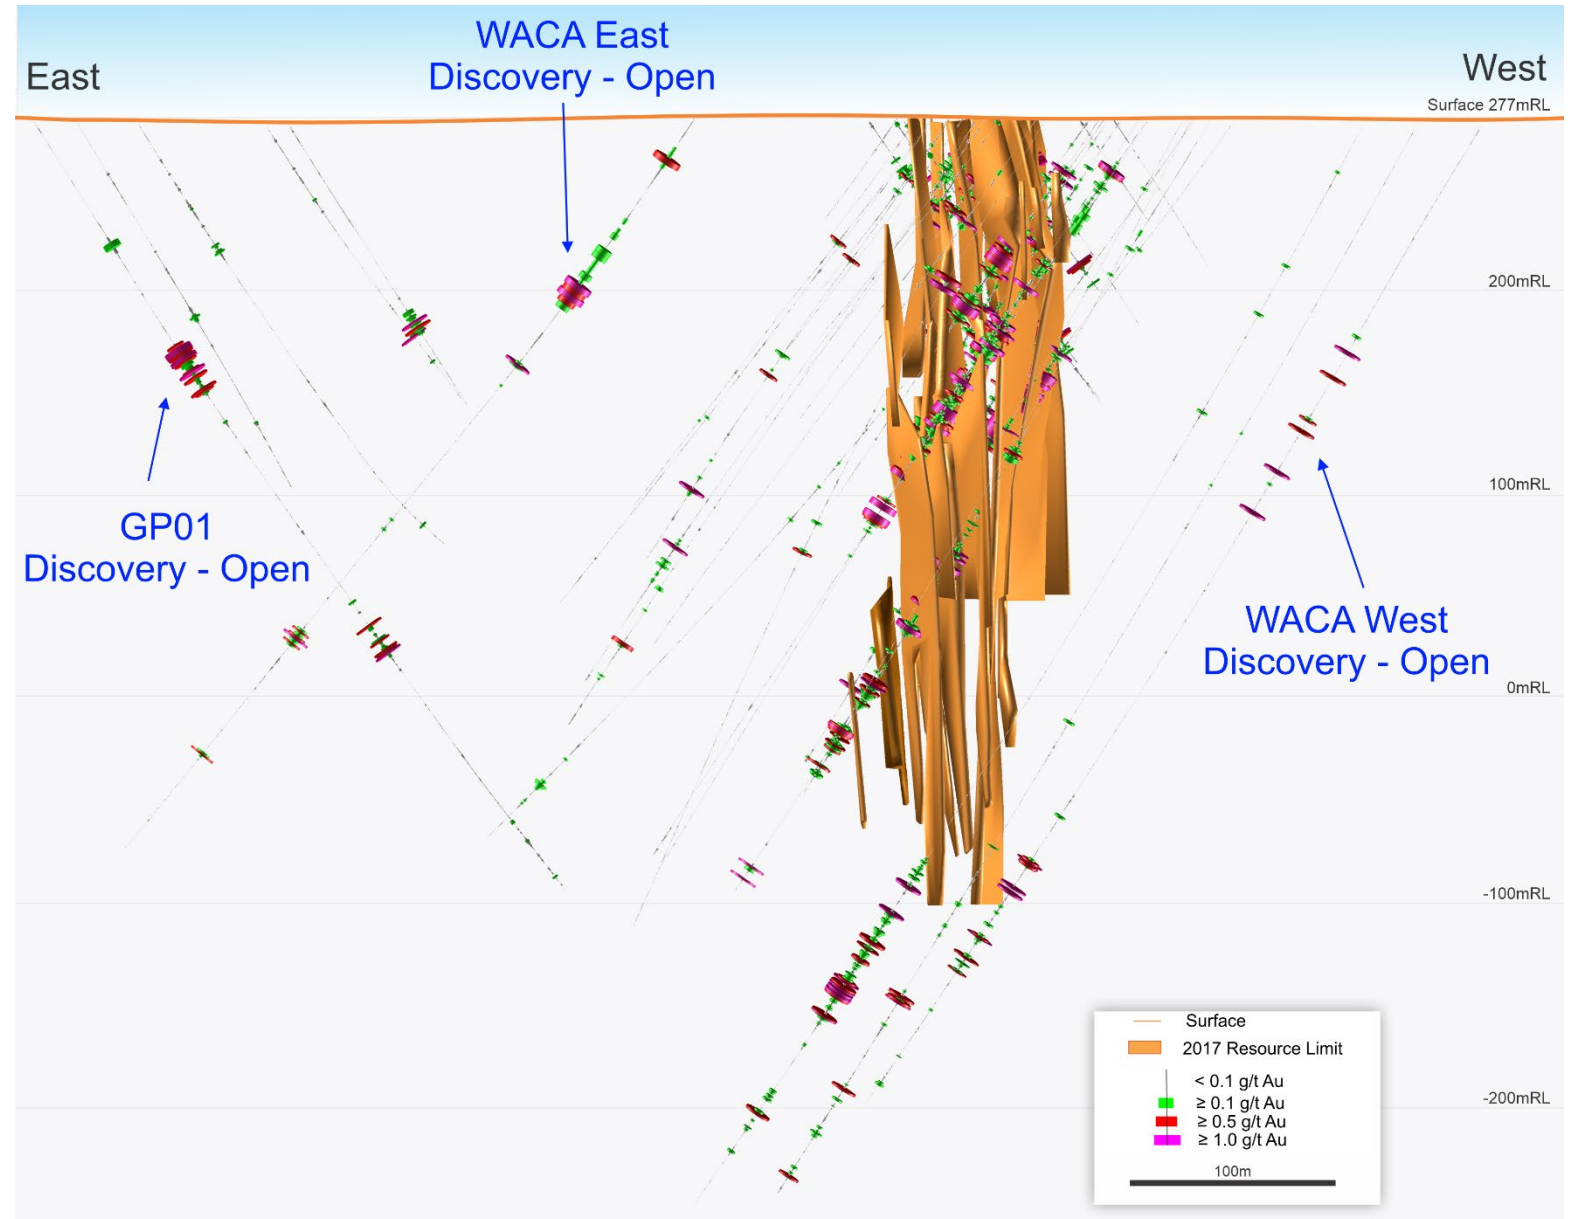 WACA East
Discovery - Open
East
West
Surface 277mRL
200mRL
100mRL
GP01
Discovery - Open
WACA West
Discovery - Open
0mRL
-100mRL
-200mRL
Surface
2017 Resource Limit
< 0.1 g/t Au
≥ 0.1 g/t Au
≥ 0.5 g/t Au
≥ 1.0 g/t Au
100m